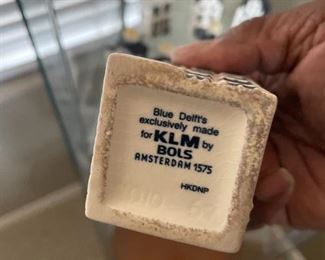 Blue Delft's
exclusively made
for KLM by
BOLS
AMSTERDAM 1575
HKDNP